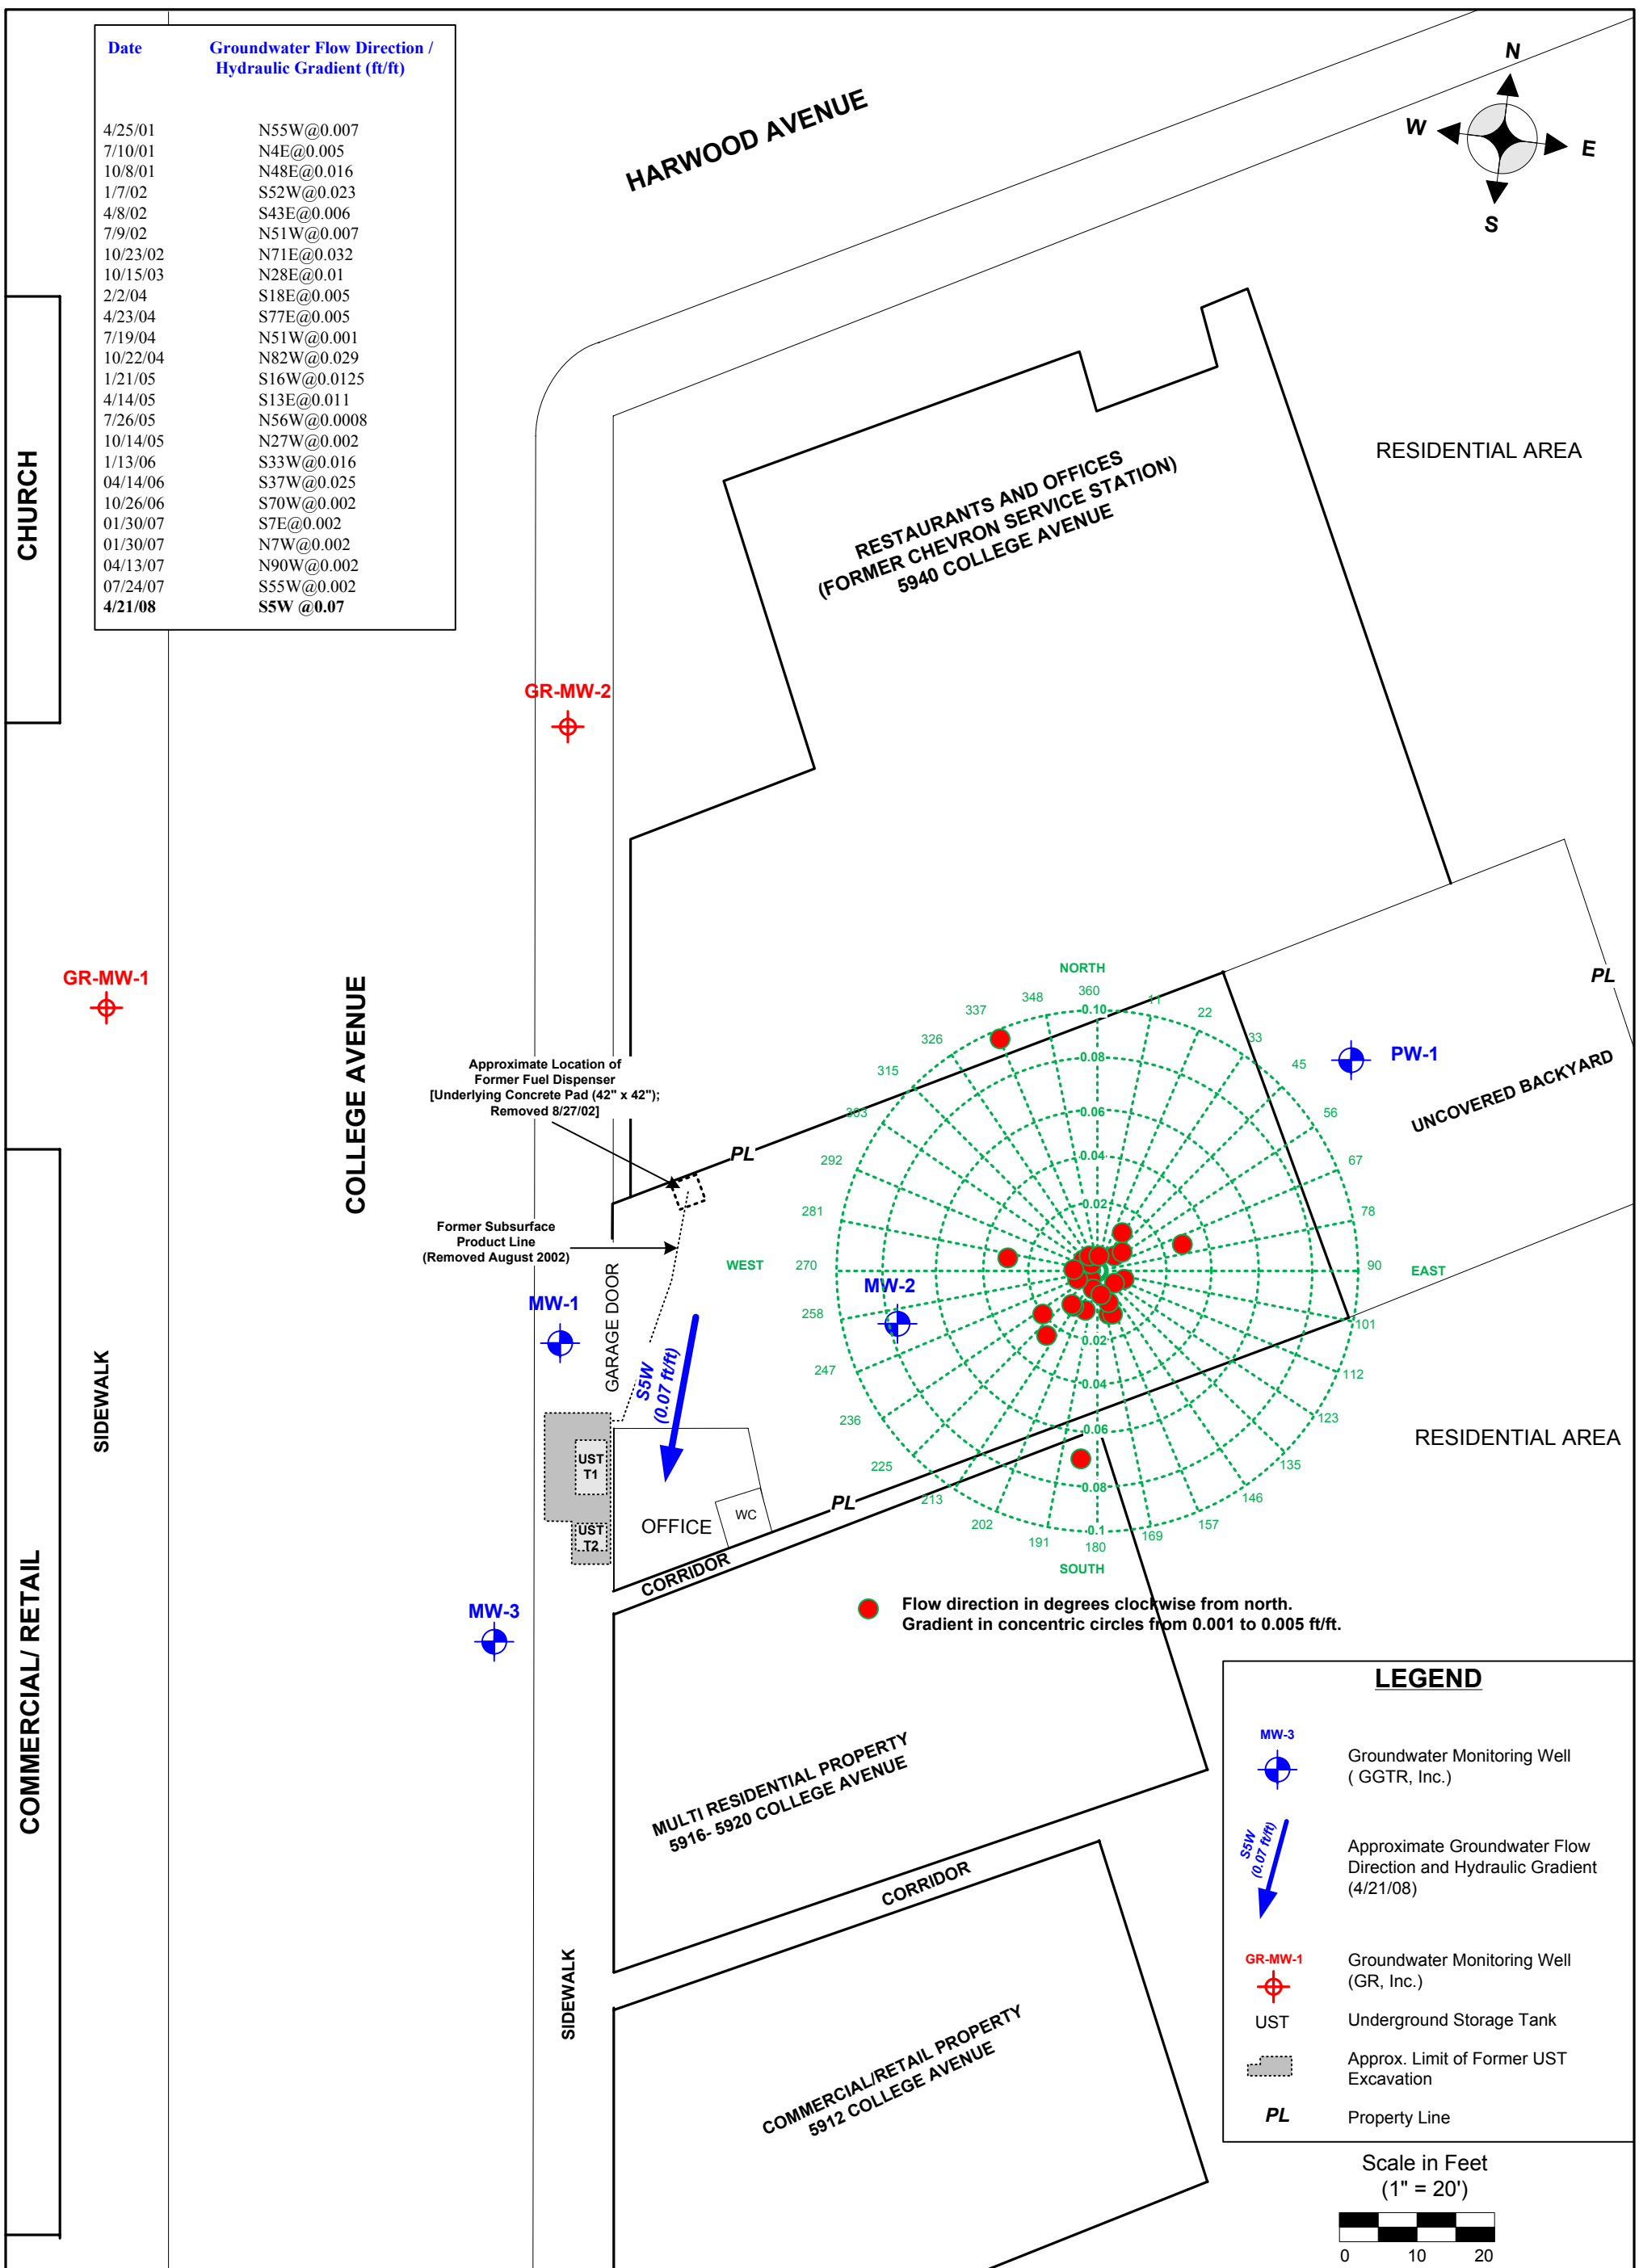 Date Groundwater Flow Direction /
Hydraulic Gradient (ft/ft)
4/25/01 N55W@0.007
7/10/01 N4E@0.005
10/8/01 N48E@0.016
1/7/02 S52W@0.023
4/8/02 S43E@0.006
7/9/02 N51W@0.007
10/23/02 N71E@0.032
10/15/03 N28E@0.01
2/2/04 S18E@0.005
4/23/04 S77E@0.005
7/19/04 N51W@0.001
10/22/04 N82W@0.029
1/21/05 S16W@0.0125
4/14/05 S13E@0.011
7/26/05 N56W@0.0008
10/14/05 N27W@0.002
1/13/06 S33W@0.016
04/14/06 S37W@0.025
10/26/06 S70W@0.002
01/30/07 S7E@0.002
01/30/07 N7W@0.002
04/13/07 N90W@0.002
07/24/07 S55W@0.002
4/21/08 S5W @0.07
HARWOOD AVENUE
N
W
E
S
CHURCH
RESIDENTIAL AREA
RESTAURANTS AND OFFICES
(FORMER CHEVRON SERVICE STATION)
5940 COLLEGE AVENUE
GR-MW-2
GR-MW-1
COLLEGE AVENUE
PL
PW-1
UNCOVERED BACKYARD
Approximate Location of
Former Fuel Dispenser
[Underlying Concrete Pad (42" x 42");
Removed 8/27/02]
PL
Former Subsurface
Product Line
(Removed August 2002)
NORTH
360
11
22
33
45
56
67
78
90
EAST
101
112
123
135
146
157
169
180
SOUTH
191
202
213
225
236
247
258
270
WEST
281
292
303
315
326
337
348
0.10
0.08
0.06
0.04
0.02
0.02
0.04
0.06
0.08
0.1
MW-2
MW-1
GARAGE DOOR
S5W
(0.07 ft/ft)
SIDEWALK
UST
T1
UST
T2
OFFICE
WC
PL
CORRIDOR
RESIDENTIAL AREA
MW-3
Flow direction in degrees clockwise from north.
Gradient in concentric circles from 0.001 to 0.005 ft/ft.
COMMERCIAL/ RETAIL
MULTI RESIDENTIAL PROPERTY
5916- 5920 COLLEGE AVENUE
CORRIDOR
SIDEWALK
COMMERCIAL/RETAIL PROPERTY
5912 COLLEGE AVENUE
LEGEND
MW-3
Groundwater Monitoring Well
( GGTR, Inc.)
S5W
(0.07 ft/ft)
Approximate Groundwater Flow
Direction and Hydraulic Gradient
(4/21/08)
GR-MW-1
Groundwater Monitoring Well
(GR, Inc.)
UST Underground Storage Tank
Approx. Limit of Former UST
Excavation
PL Property Line
Scale in Feet
(1" = 20')
0 10 20